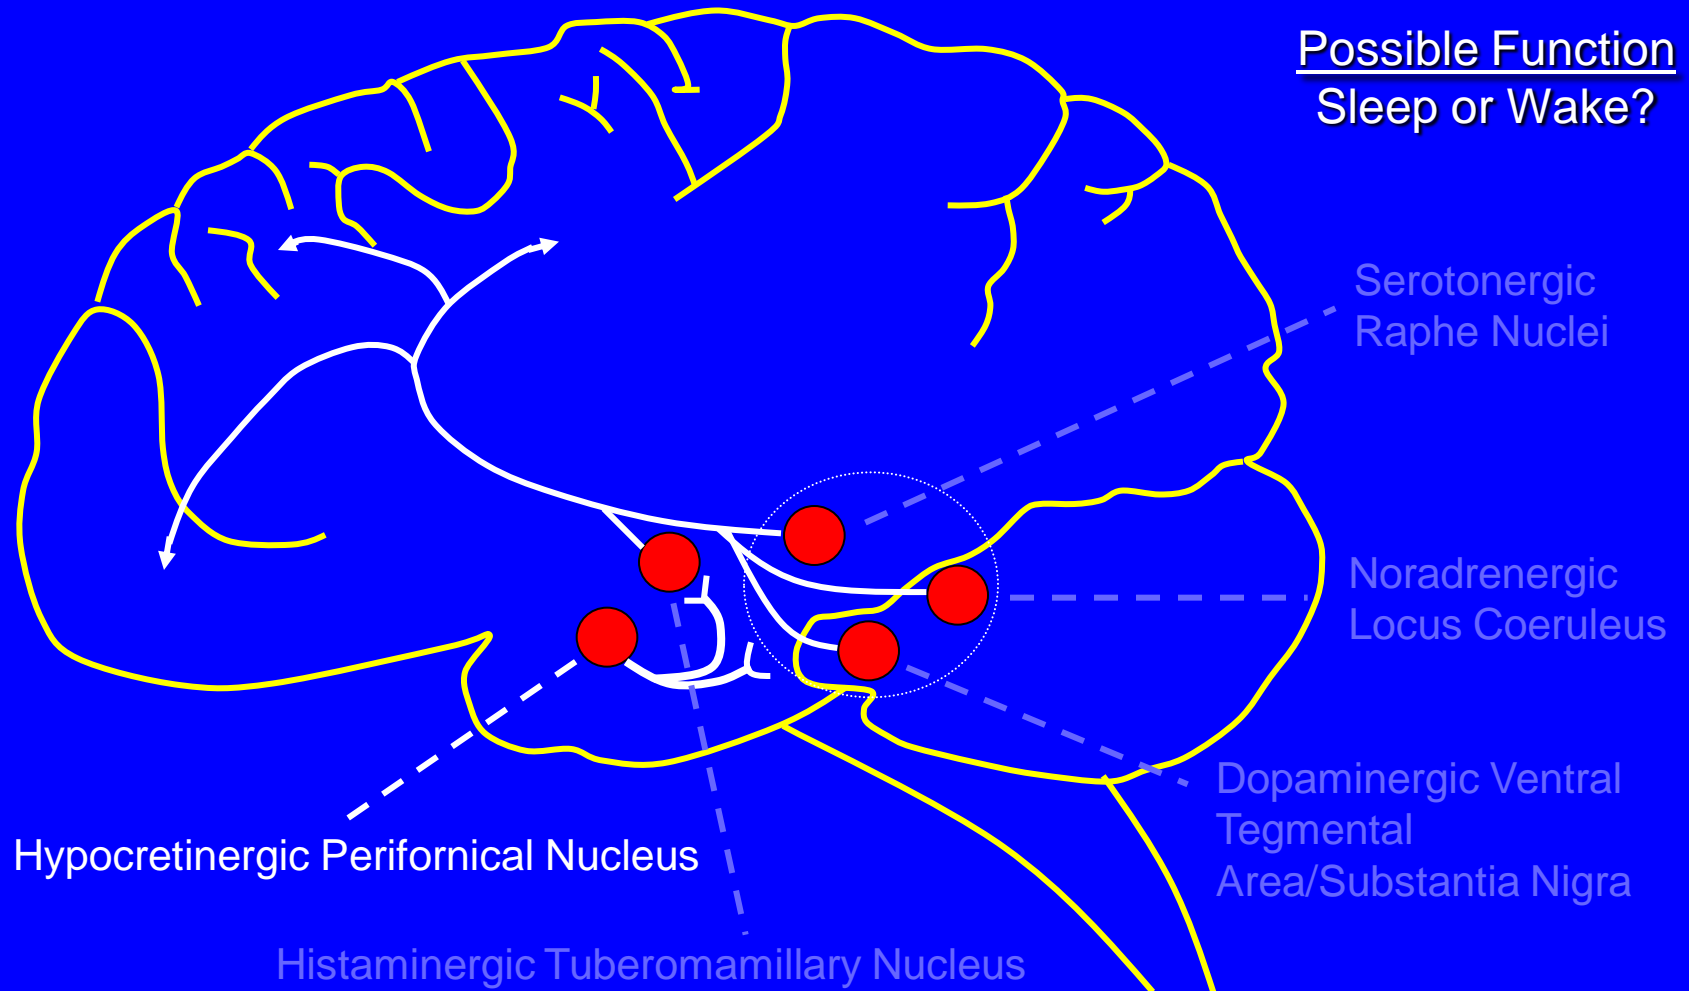 Possible Function
Sleep or Wake?
Serotonergic
Raphe Nuclei
Noradrenergic
Locus Coeruleus
Dopaminergic Ventral
Tegmental
Area/Substantia Nigra
Hypocretinergic Perifornical Nucleus
Histaminergic Tuberomamillary Nucleus